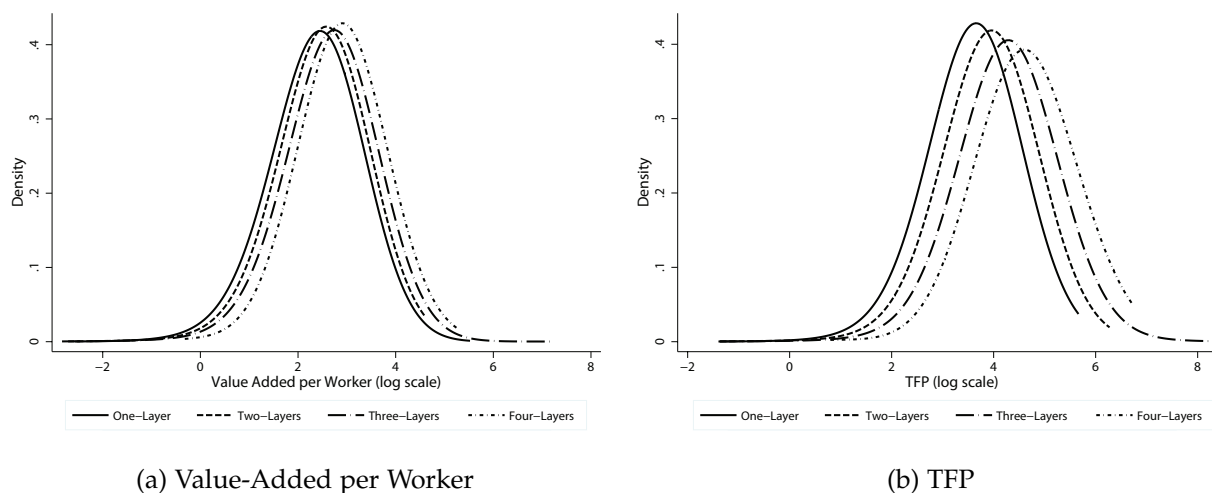 Density
.4
.3
.2
.1
0
−2 0 2 4 6 8
Value Added per Worker (log scale)
One−Layer Two−Layers Three−Layers Four−Layers
(a) Value-Added per Worker
Density
.4
.3
.2
.1
0
−2 0 2 4 6 8
TFP (log scale)
One−Layer Two−Layers Three−Layers Four−Layers
(b) TFP